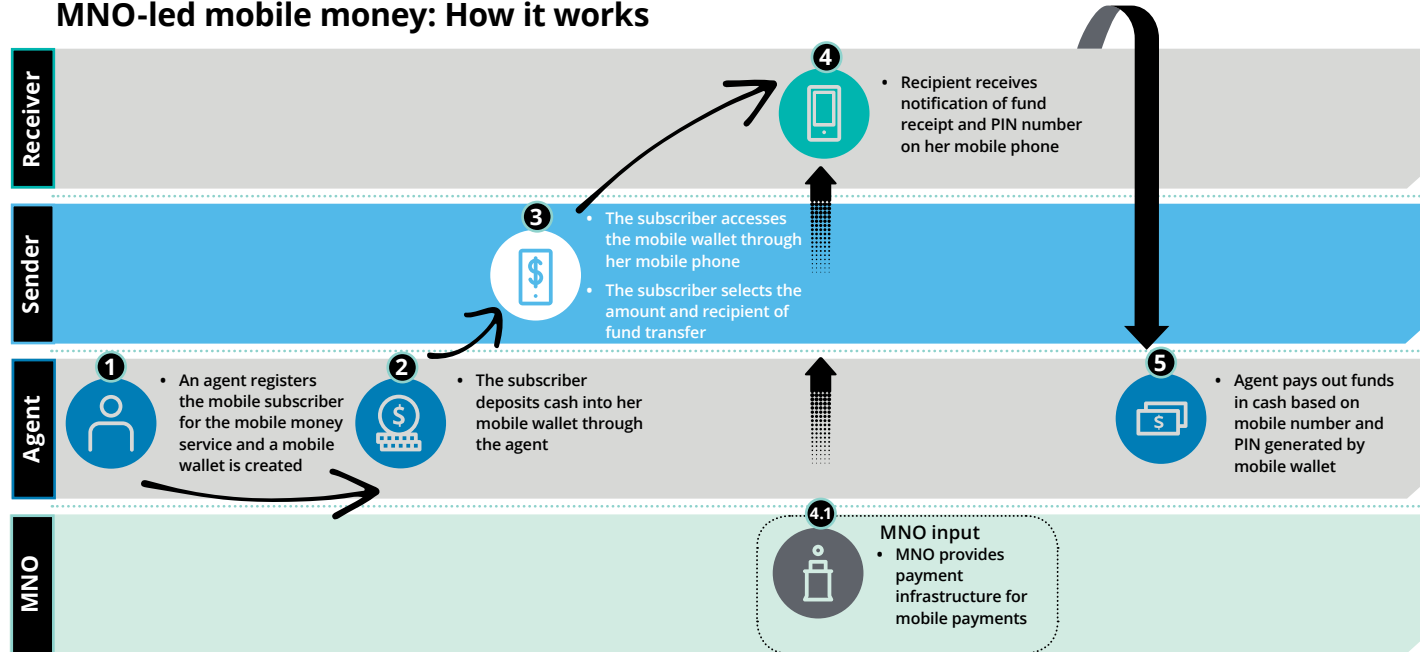 MNO-led mobile money: How it works
Receiver
4
• Recipient receives
notification of fund
receipt and PIN number
on her mobile phone
Sender
3
• The subscriber accesses
the mobile wallet through
her mobile phone
• The subscriber selects the
amount and recipient of
fund transfer
$
Agent
1
• An agent registers
the mobile subscriber
for the mobile money
service and a mobile
wallet is created
2
$
• The subscriber
deposits cash into her
mobile wallet through
the agent
5
$
• Agent pays out funds
in cash based on
mobile number and
PIN generated by
mobile wallet
MNO
4.1
MNO input
• MNO provides
payment
infrastructure for
mobile payments